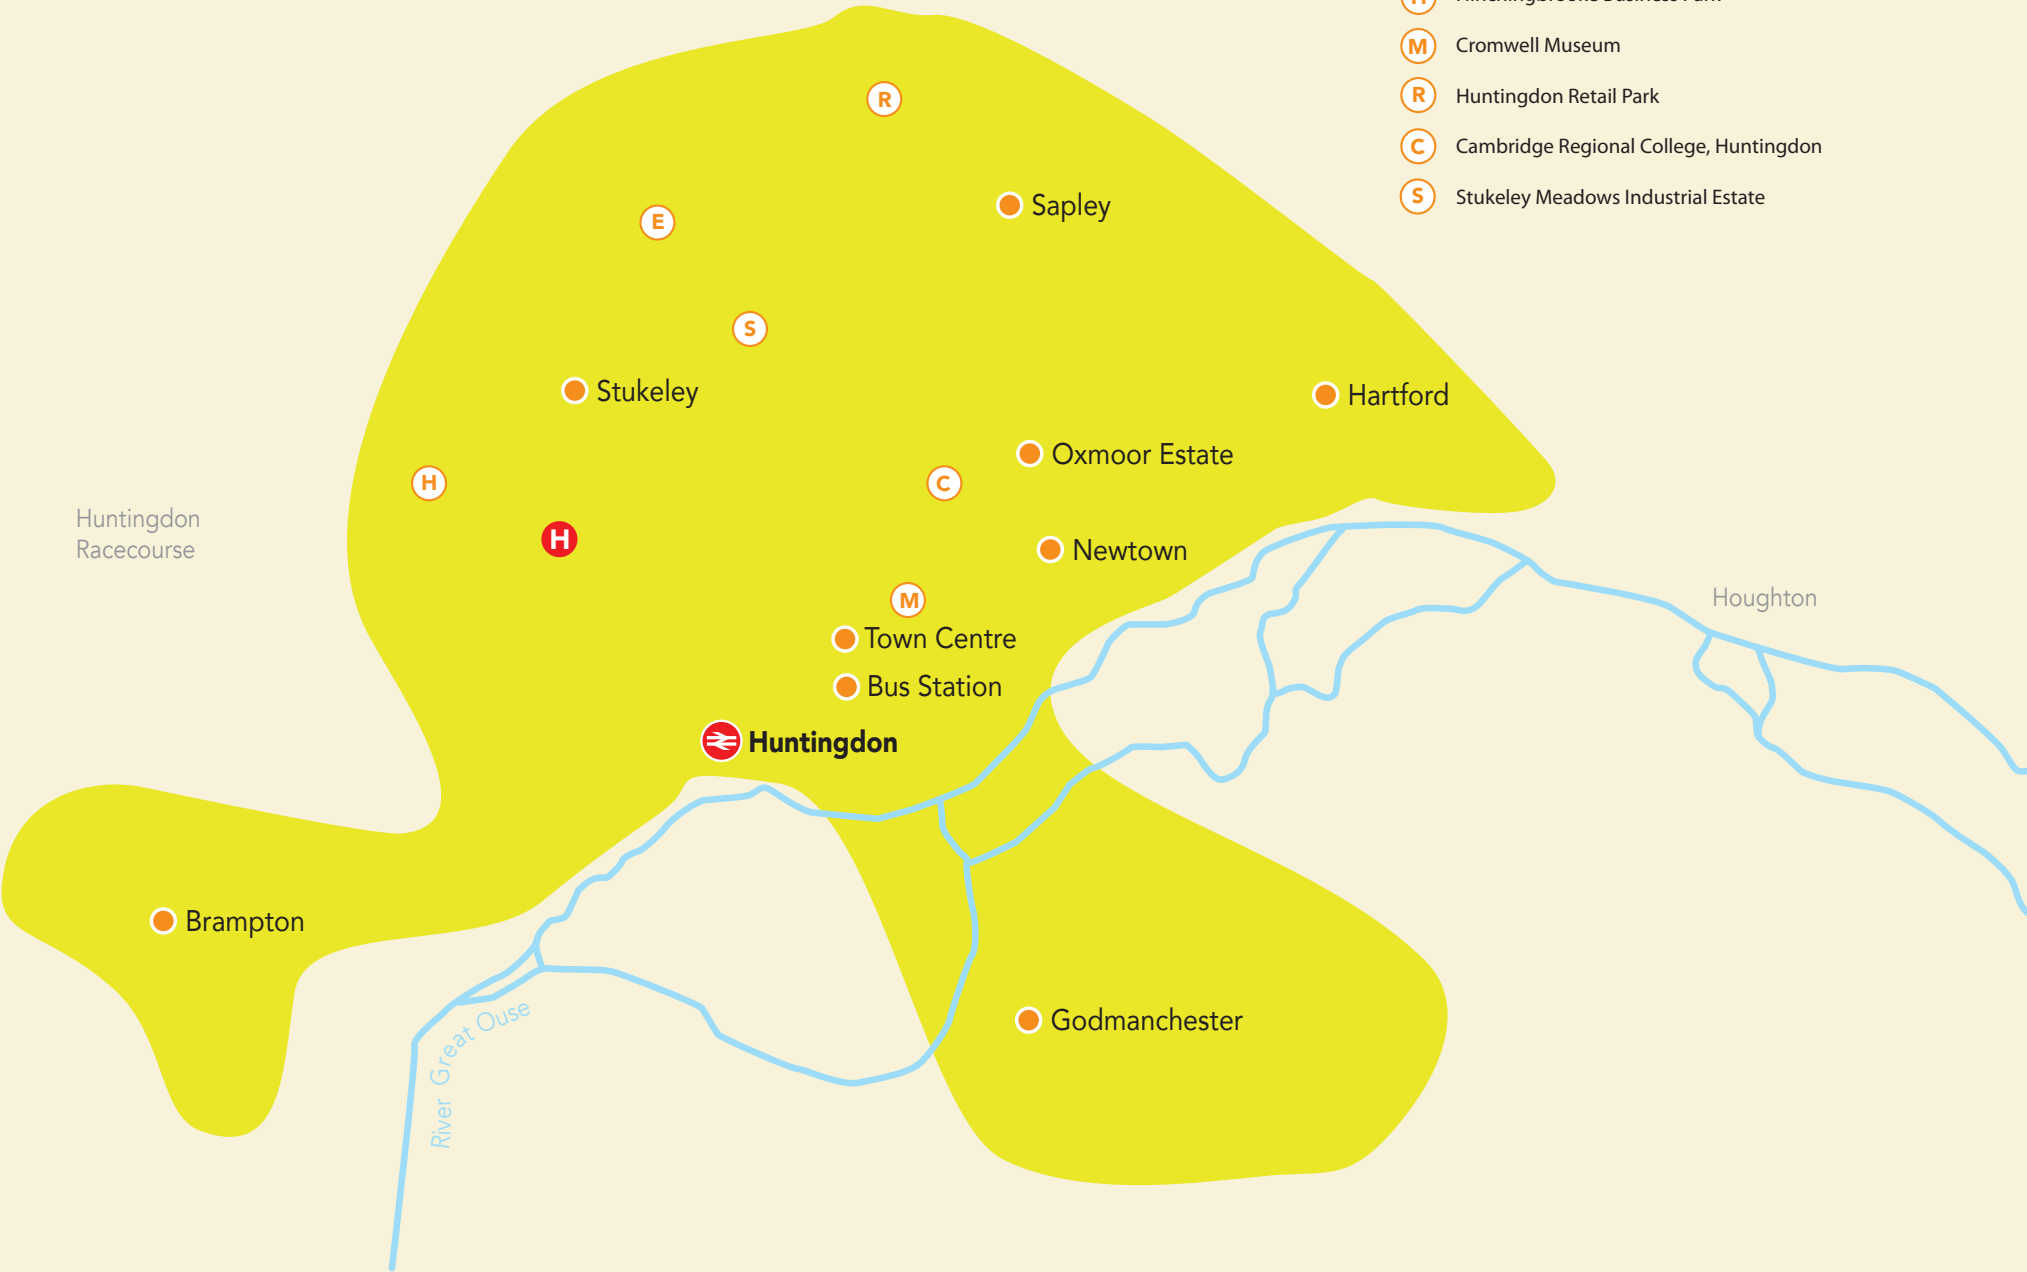 Cromwell Museum
M
R
Huntingdon Retail Park
R
C
Cambridge Regional College, Huntingdon
S
Stukeley Meadows Industrial Estate
Sapley
E
S
Stukeley
Hartford
Oxmoor Estate
H
C
Huntingdon
Racecourse
H
Newtown
M
Houghton
Town Centre
Bus Station
Huntingdon
Brampton
Godmanchester
River Great Ouse